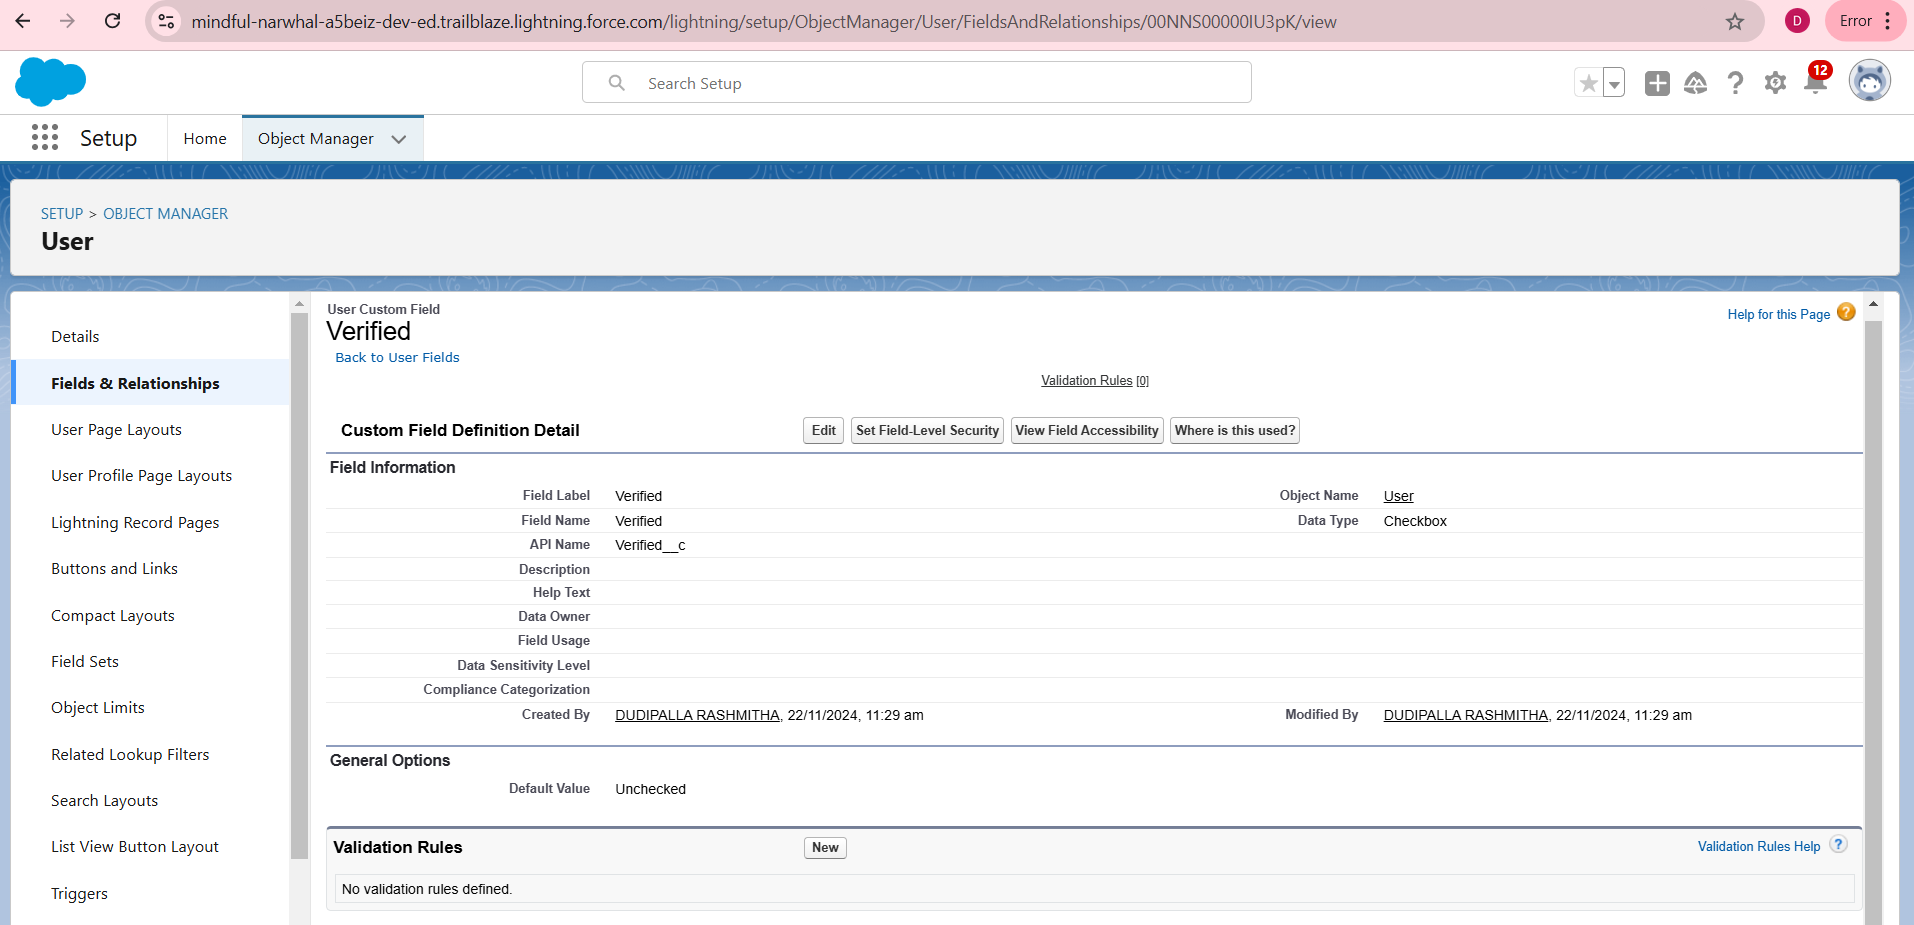 mindful-narwhal-a5beiz-dev-ed.trailblaze.lightning.force.com/lightning/setup/ObjectManager/User/FieldsAndRelationships/00NNS00000IU3pK/view
D
Error
Search Setup
12
Setup
Home
Object Manager
SETUP > OBJECT MANAGER
User
Details
Fields & Relationships
User Page Layouts
User Profile Page Layouts
Lightning Record Pages
Buttons and Links
Compact Layouts
Field Sets
Object Limits
Related Lookup Filters
Search Layouts
List View Button Layout
Triggers
User Custom Field
Verified
Back to User Fields
Help for this Page ?
Validation Rules [0]
Custom Field Definition Detail
Edit
Set Field-Level Security
View Field Accessibility
Where is this used?
Field Information
Field Label Verified Object Name User
Field Name Verified Data Type Checkbox
API Name Verified__c
Description
Help Text
Data Owner
Field Usage
Data Sensitivity Level
Compliance Categorization
Created By DUDIPALLA RASHMITHA, 22/11/2024, 11:29 am Modified By DUDIPALLA RASHMITHA, 22/11/2024, 11:29 am
General Options
Default Value Unchecked
Validation Rules New Validation Rules Help ?
No validation rules defined.